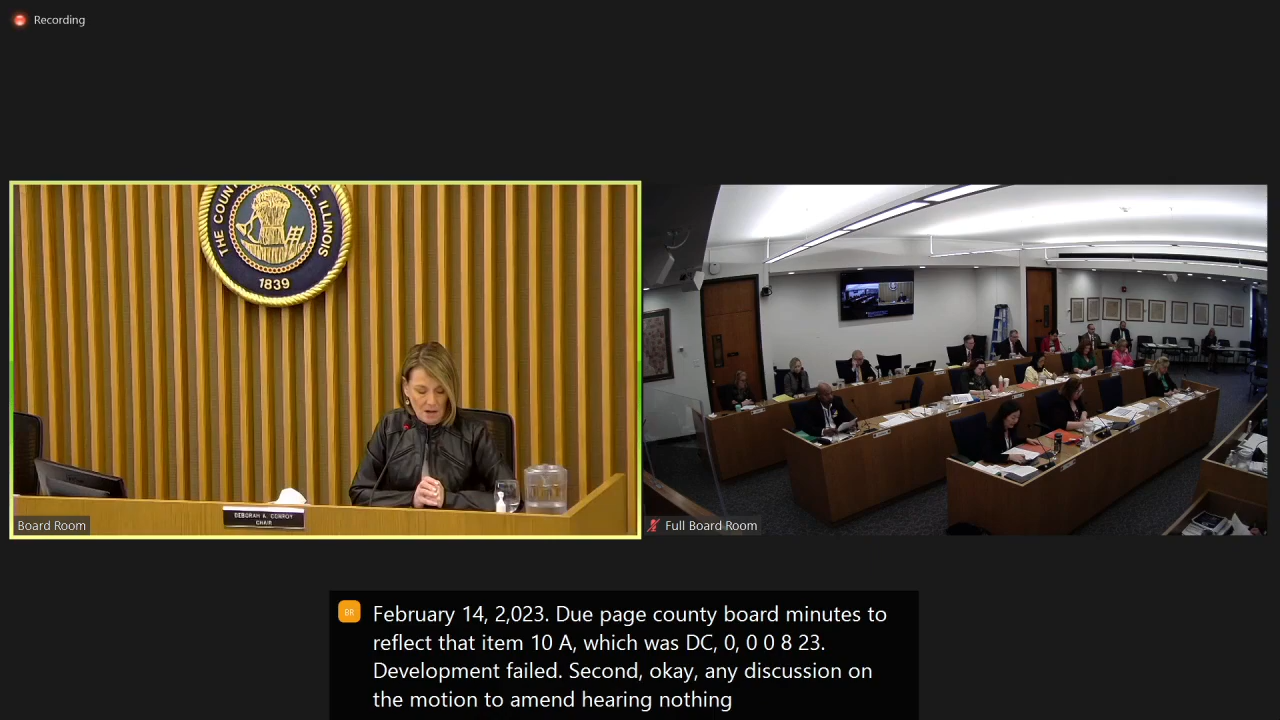 Recording
THE COUNTY
GE, ILLINOIS
1839
DEBORAH A. CONROY
CHAIR
Board Room
Full Board Room
BR
February 14, 2,023. Due page county board minutes to
reflect that item 10 A, which was DC, 0, 0 0 8 23.
Development failed. Second, okay, any discussion on
the motion to amend hearing nothing